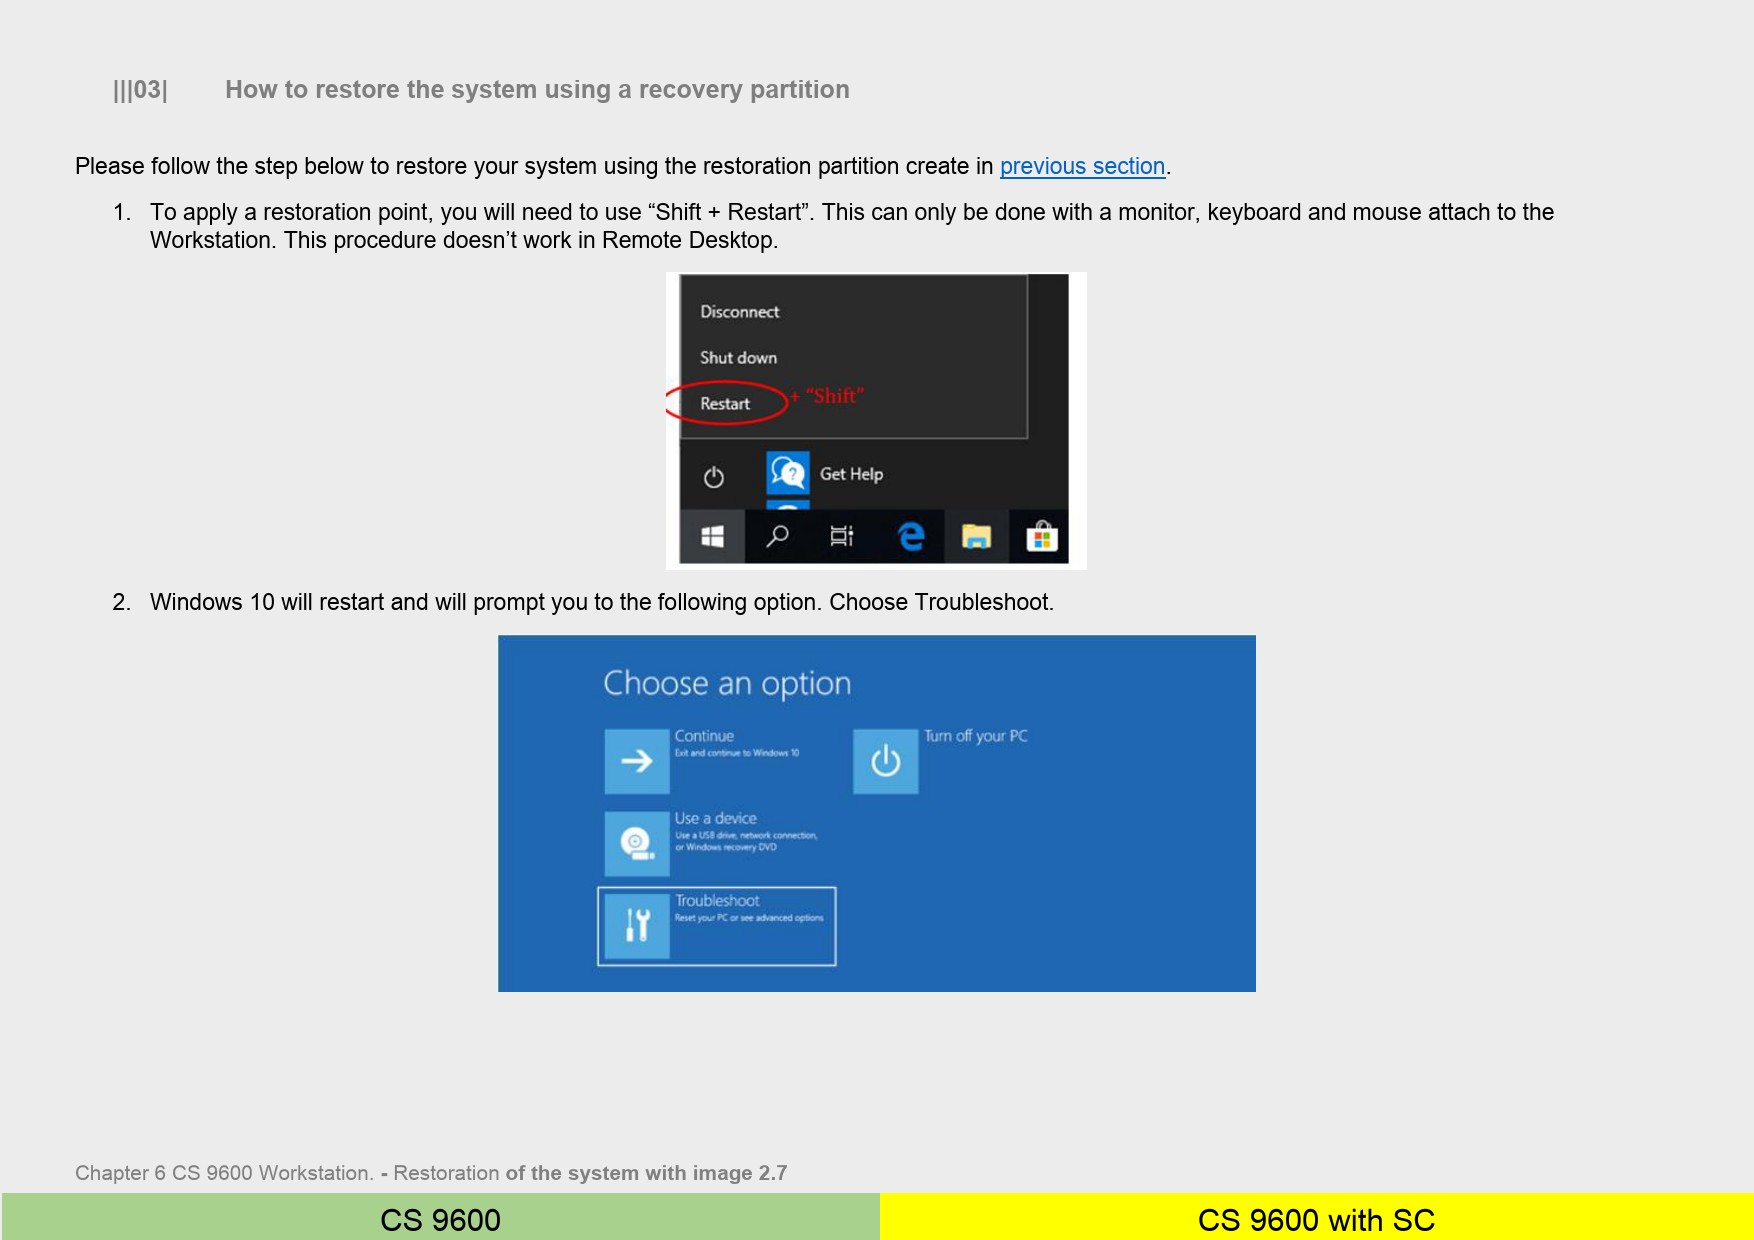 |||03| How to restore the system using a recovery partition
Please follow the step below to restore your system using the restoration partition create in previous section.
1. To apply a restoration point, you will need to use “Shift + Restart”. This can only be done with a monitor, keyboard and mouse attach to the
Workstation. This procedure doesn’t work in Remote Desktop.
Disconnect
Shut down
Restart + “Shift”
Get Help
2. Windows 10 will restart and will prompt you to the following option. Choose Troubleshoot.
Choose an option
Continue
Exit and continue to Windows 10
Turn off your PC
Use a device
Use a USB drive, network connection,
or Windows recovery DVD
Troubleshoot
Reset your PC or see advanced options
Chapter 6 CS 9600 Workstation. - Restoration of the system with image 2.7
CS 9600
CS 9600 with SC